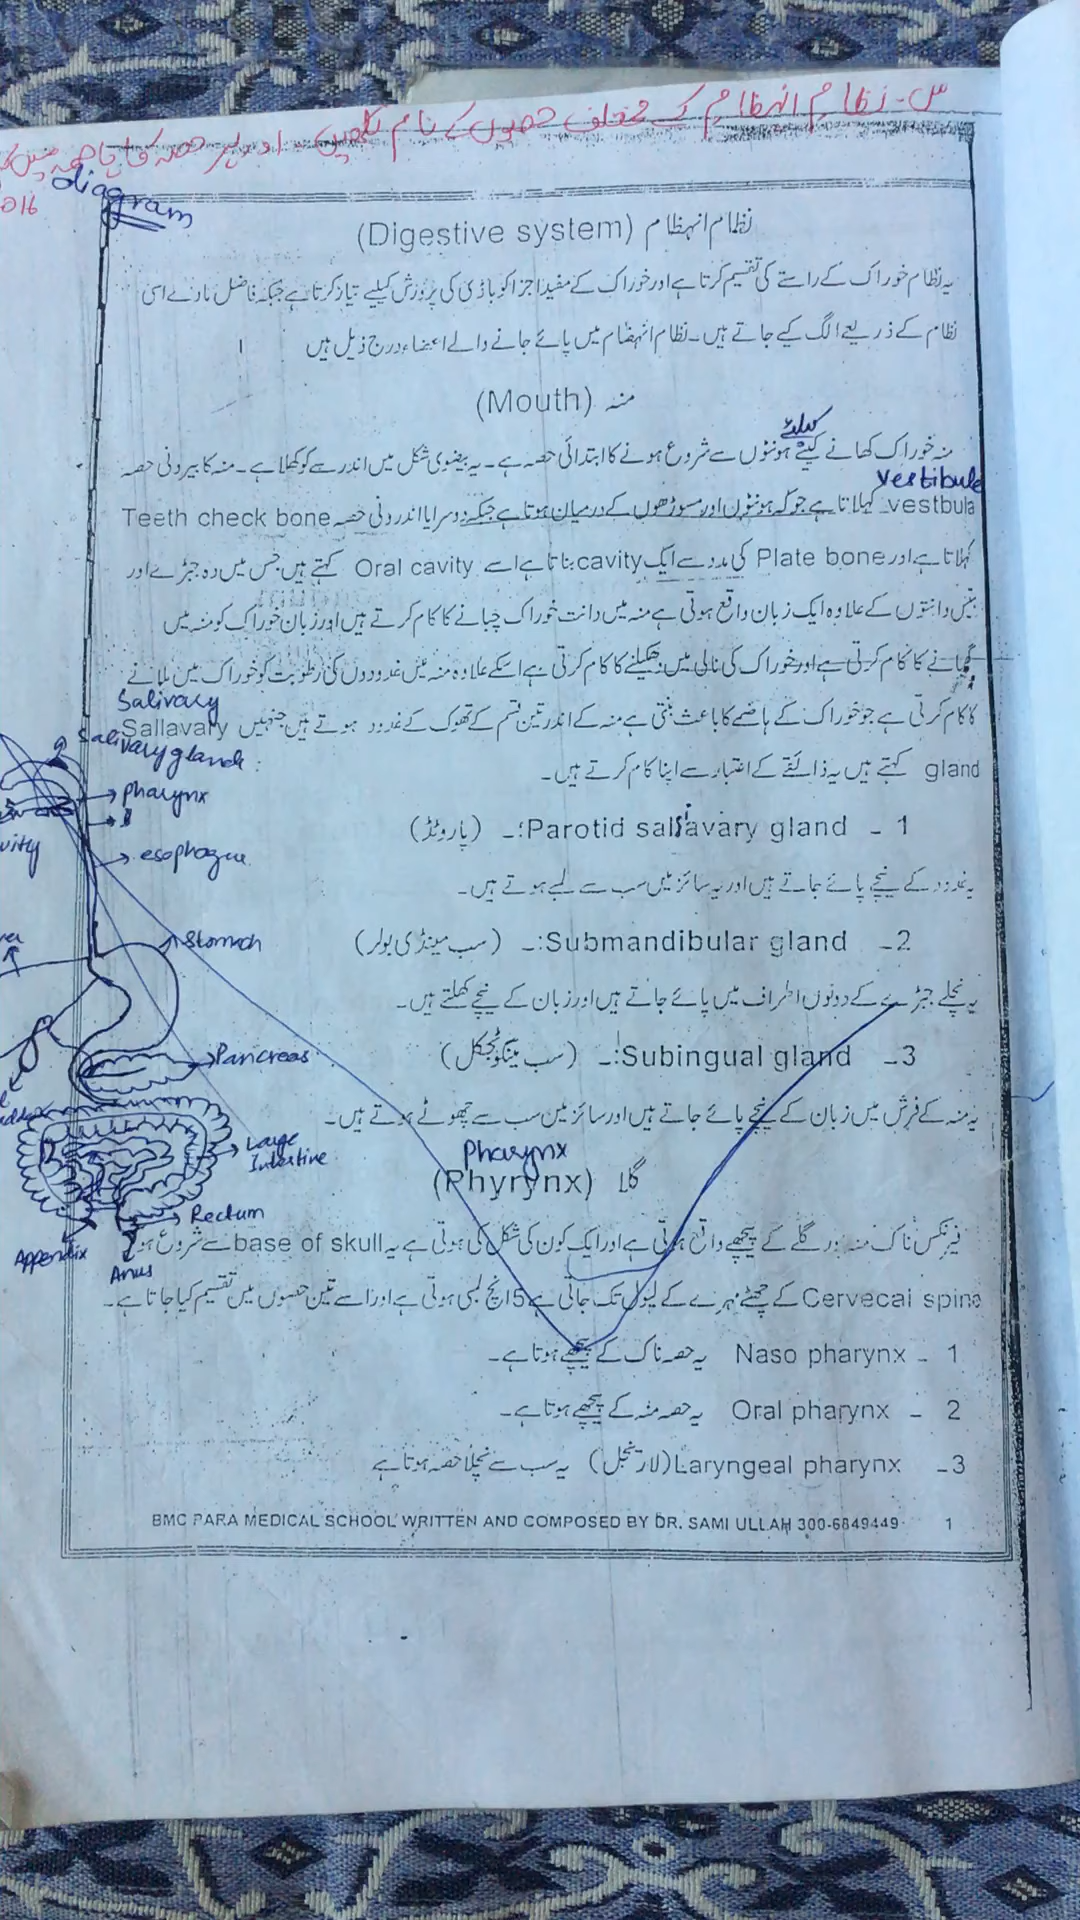 س۔ نظام انہظام کے مختلف حصوں کے نام لکھیں۔ اور ہر حصہ کا ہاضمہ میں
2016
diagram
نظام انہظام (Digestive system)
یہ نظام خوراک کے راستے کی تقسیم کرتا ہے اور خوراک کے مفید اجزا کو باڈی کی پرورش کیلیے تیار کرتا ہے جبکہ فاضل مادے اسی
نظام کے ذریعے الگ کیے جاتے ہیں۔ نظام انہضام میں پائے جانے والے اعضاء درج ذیل ہیں
منہ (Mouth)
کیلئے
منہ خوراک کھانے کیئے ہونٹوں سے شروع ہونے کا ابتدائی حصہ ہے۔ یہ بیضوی شکل میں اندر سے کھوکھلا ہے۔ منہ کا بیرونی حصہ
vestibule
vestbula کہلاتا ہے جو کہ ہونٹوں اور مسوڑھوں کے درمیان ہوتا ہے جبکہ دوسرا یا اندرونی حصہ Teeth check bone
کہلاتا ہے اور Plate bone کی مدد سے ایک cavity بناتا ہے اسے Oral cavity کہتے ہیں جس میں دہ جبڑے اور
بتیس دانتوں کے علاوہ ایک زبان واقع ہوتی ہے منہ میں دانت خوراک چبانے کا کام کرتے ہیں اور زبان خوراک کو منہ میں
گھمانے کا کام کرتی ہے اور خوراک کی نالی میں دھکیلنے کا کام کرتی ہے اسکے علاوہ منہ میں غدودوں کی رطوبت کو خوراک میں ملانے
Salivary
کا کام کرتی ہے جو خوراک کے ہاضمے کا باعث بنتی ہے منہ کے اندر تین قسم کے تھوک کے غدود ہوتے ہیں جنہیں Sallavary
gland کہتے ہیں یہ ذائقے کے اعتبار سے اپنا کام کرتے ہیں۔
1 - Parotid sallavary gland :- (پاروٹڈ)
یہ غدود کے نیچے پائے جاتے ہیں اور یہ سائز میں سب سے لمبے ہوتے ہیں۔
2- Submandibular gland :- (سب مینڈی بولر)
یہ نچلے جبڑے کے دونوں اطراف میں پائے جاتے ہیں اور زبان کے نیچے کھلتے ہیں۔
3- Subingual gland :-
یہ منہ کے فرش میں زبان کے نیچے پائے جاتے ہیں اور سائز میں سب سے چھوٹے ہوتے ہیں۔
Pharynx
گلا (Phyrynx)
فیرنکس ناک منہ اور گلے کے پیچھے واقع ہوتی ہے اور ایک کون کی شکل کی ہوتی ہے یہ base of skull سے شروع ہو
Cervecal spine کے چھٹے مہرے کے لیول تک جاتی ہے 5 انچ لمبی ہوتی ہے اور اسے تین حصوں میں تقسیم کیا جاتا ہے۔
1 - Naso pharynx یہ حصہ ناک کے پیچھے ہوتا ہے۔
2 - Oral pharynx یہ حصہ منہ کے پیچھے ہوتا ہے۔
3- Laryngeal pharynx (لارنجل) یہ سب سے نچلا حصہ ہوتا ہے
BMC PARA MEDICAL SCHOOL WRITTEN AND COMPOSED BY DR. SAMI ULLAH 300-6849449 1
Salivary glands
pharynx
esophague
Stomach
Pancreas
Large
Intestine
Rectum
Appendix
Anus